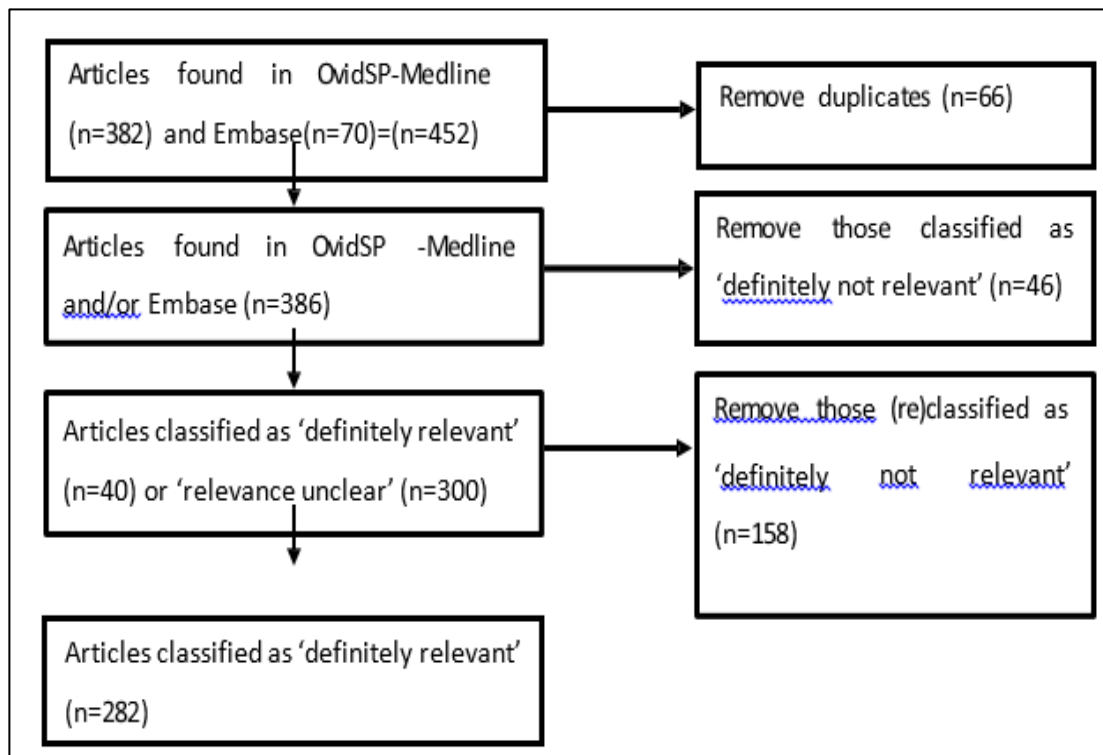 Articles found in OvidSP-Medline
(n=382) and Embase(n=70)=(n=452)
Remove duplicates (n=66)
Articles found in OvidSP -Medline
and/or Embase (n=386)
Remove those classified as
‘definitely not relevant’ (n=46)
Articles classified as ‘definitely relevant’
(n=40) or ‘relevance unclear’ (n=300)
Remove those (re)classified as
‘definitely not relevant’
(n=158)
Articles classified as ‘definitely relevant’
(n=282)